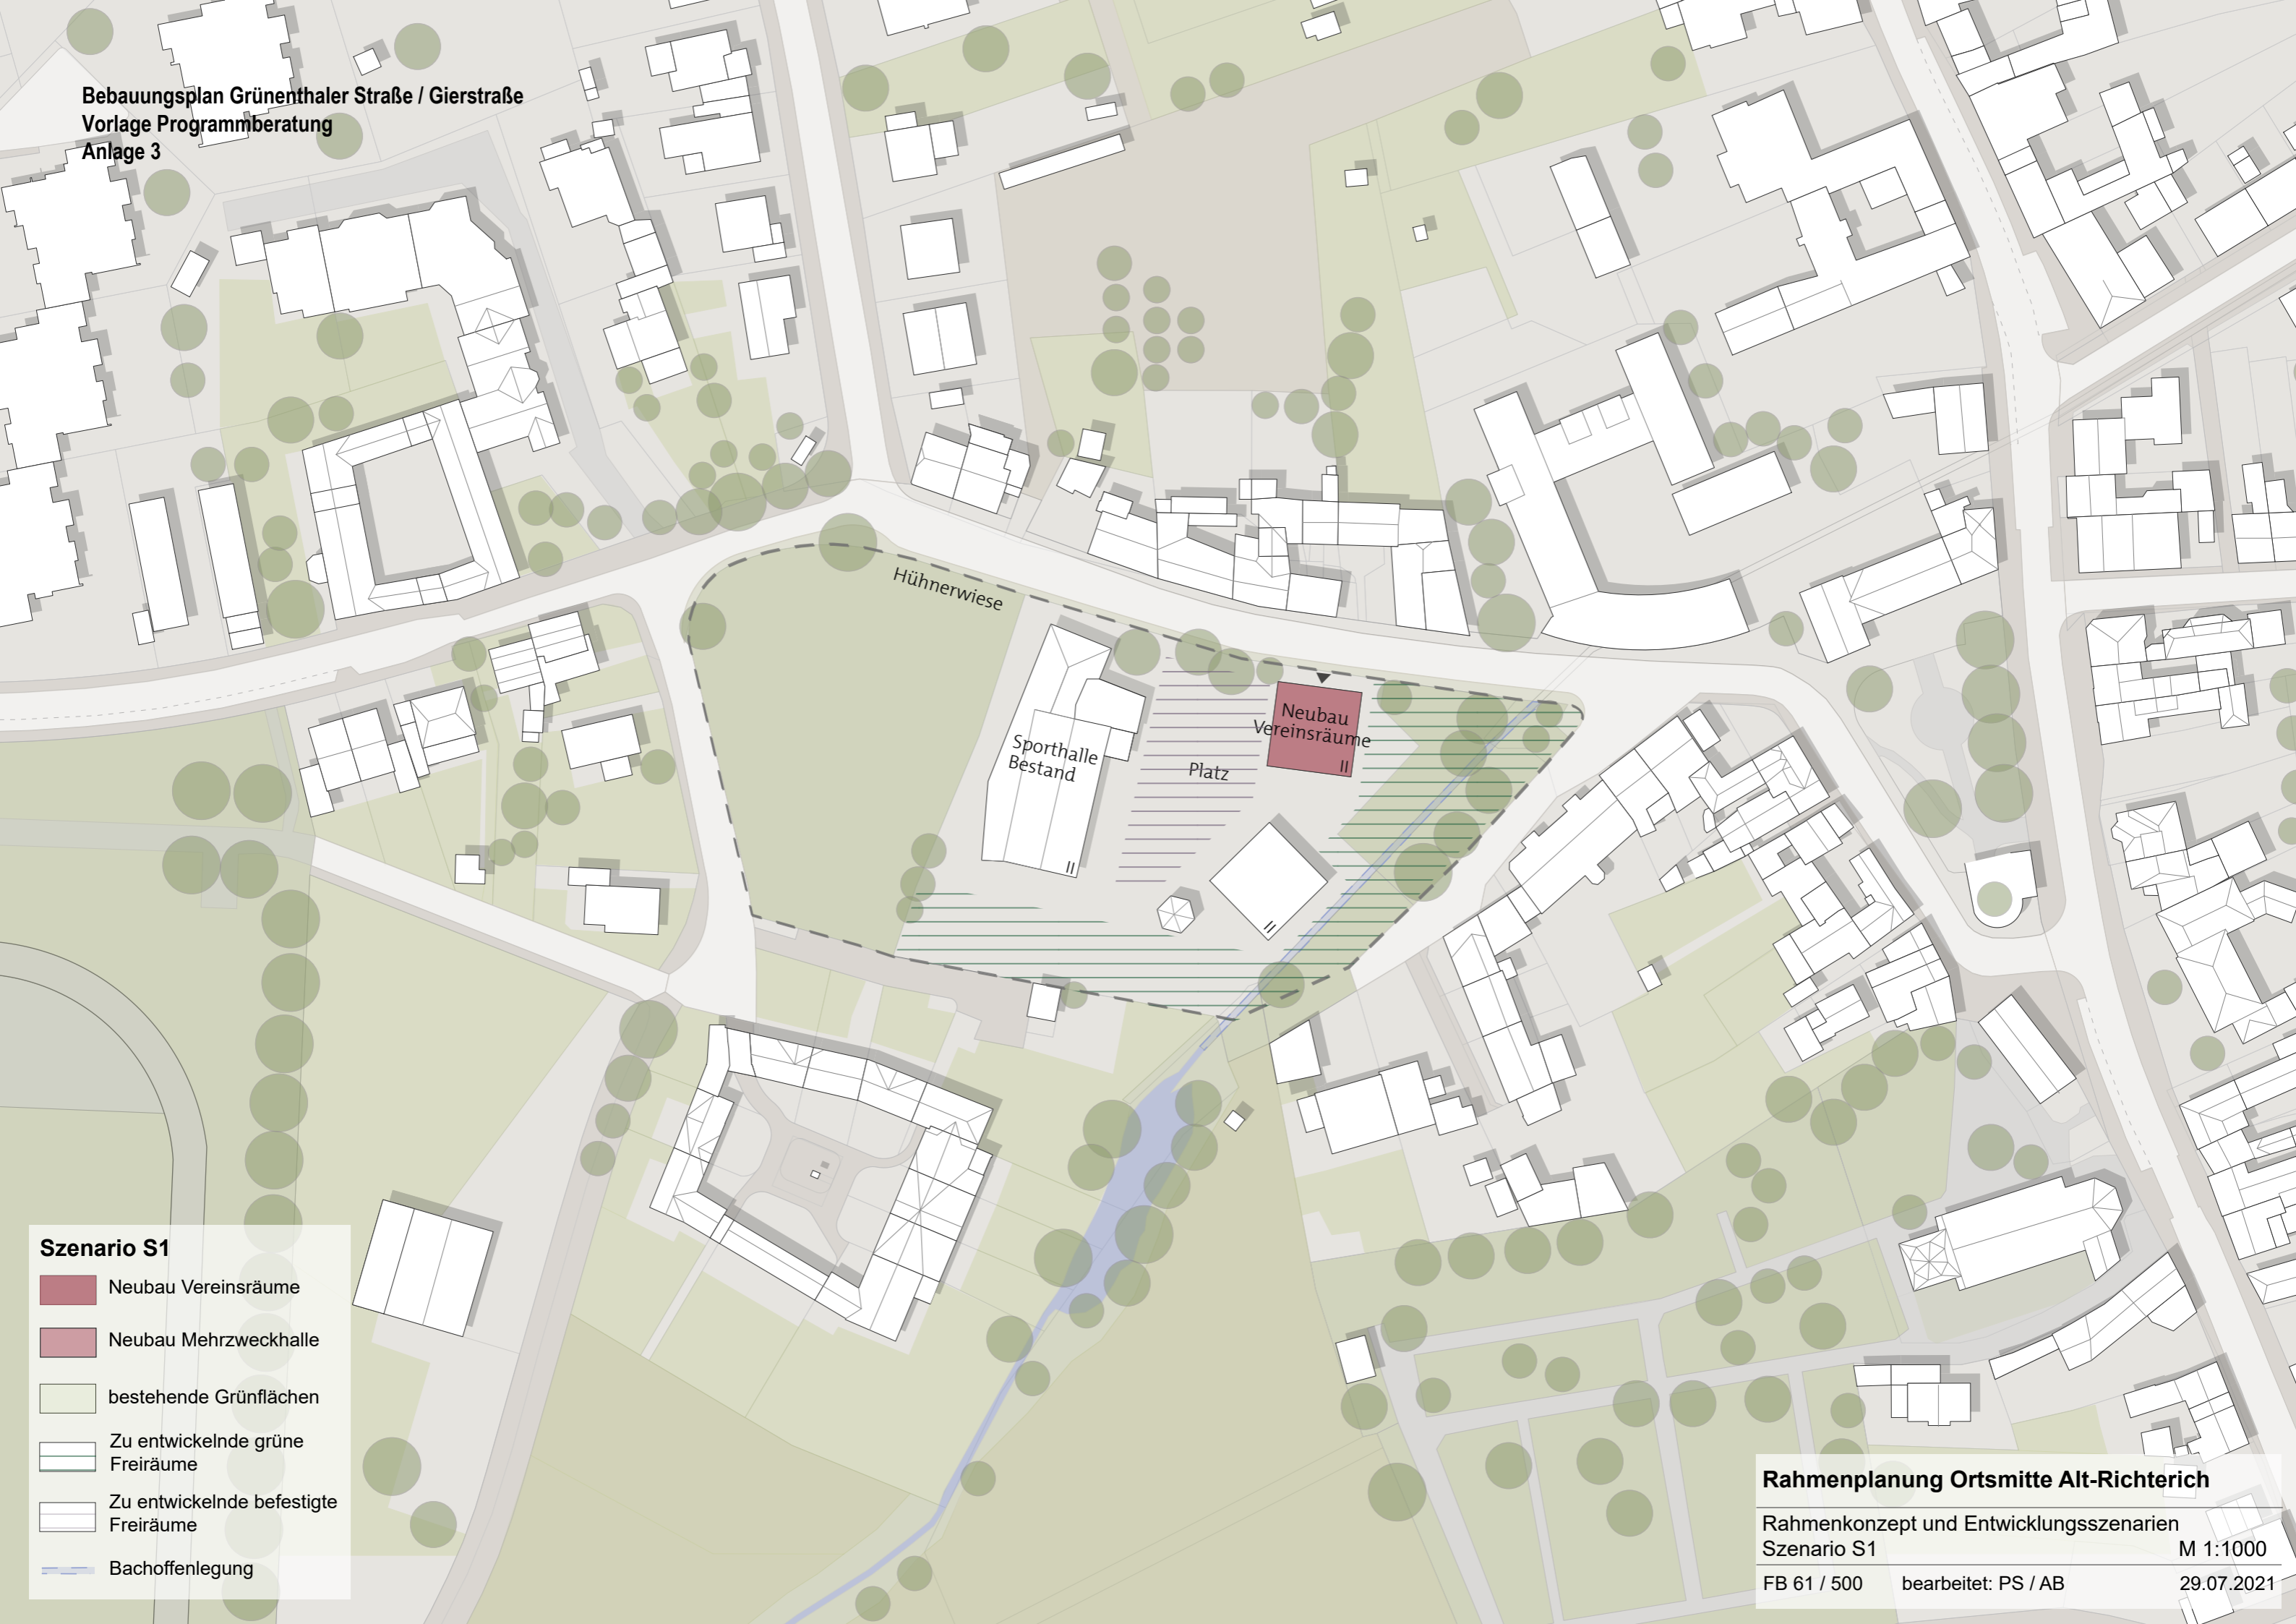 Bebauungsplan Grünenthaler Straße / Gierstraße
Vorlage Programmberatung
Anlage 3
Hühnerwiese
Sporthalle
Bestand
II
Platz
Neubau
Vereinsräume
II
II
Szenario S1
Neubau Vereinsräume
Neubau Mehrzweckhalle
bestehende Grünflächen
Zu entwickelnde grüne
Freiräume
Zu entwickelnde befestigte
Freiräume
Bachoffenlegung
Rahmenplanung Ortsmitte Alt-Richterich
Rahmenkonzept und Entwicklungsszenarien
Szenario S1 M 1:1000
FB 61 / 500 bearbeitet: PS / AB 29.07.2021